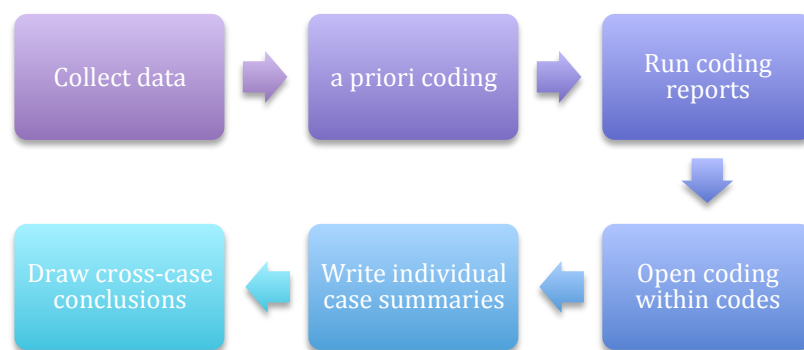 Collect data
a priori coding
Run coding
reports
Open coding
within codes
Write individual
case summaries
Draw cross-case
conclusions